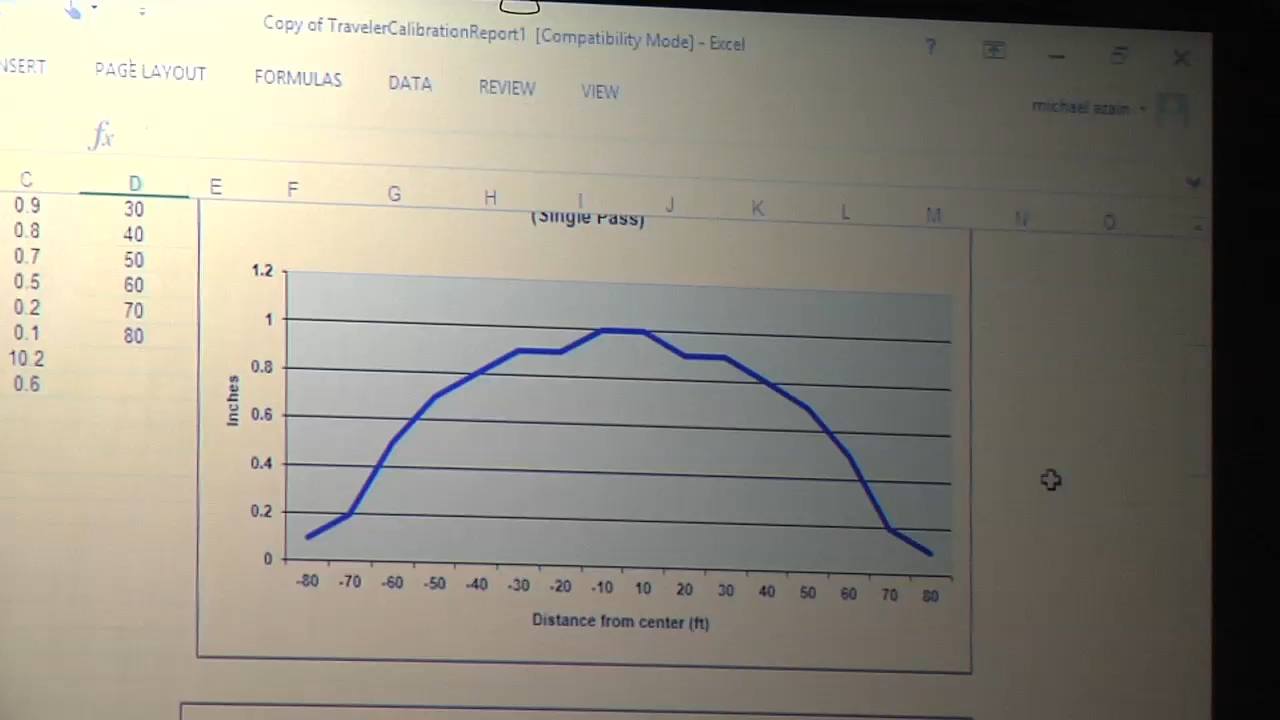 Copy of TravelerCalibrationReport1 [Compatibility Mode] - Excel
?
NSERT PAGE LAYOUT FORMULAS DATA REVIEW VIEW
michael azain
fx
C D E F G H I J K L M N O
0.9 30
0.8 40
0.7 50
0.5 60
0.2 70
0.1 80
10.2
0.6
(Single Pass)
1.2
1
0.8
0.6
0.4
0.2
0
Inches
-80 -70 -60 -50 -40 -30 -20 -10 10 20 30 40 50 60 70 80
Distance from center (ft)